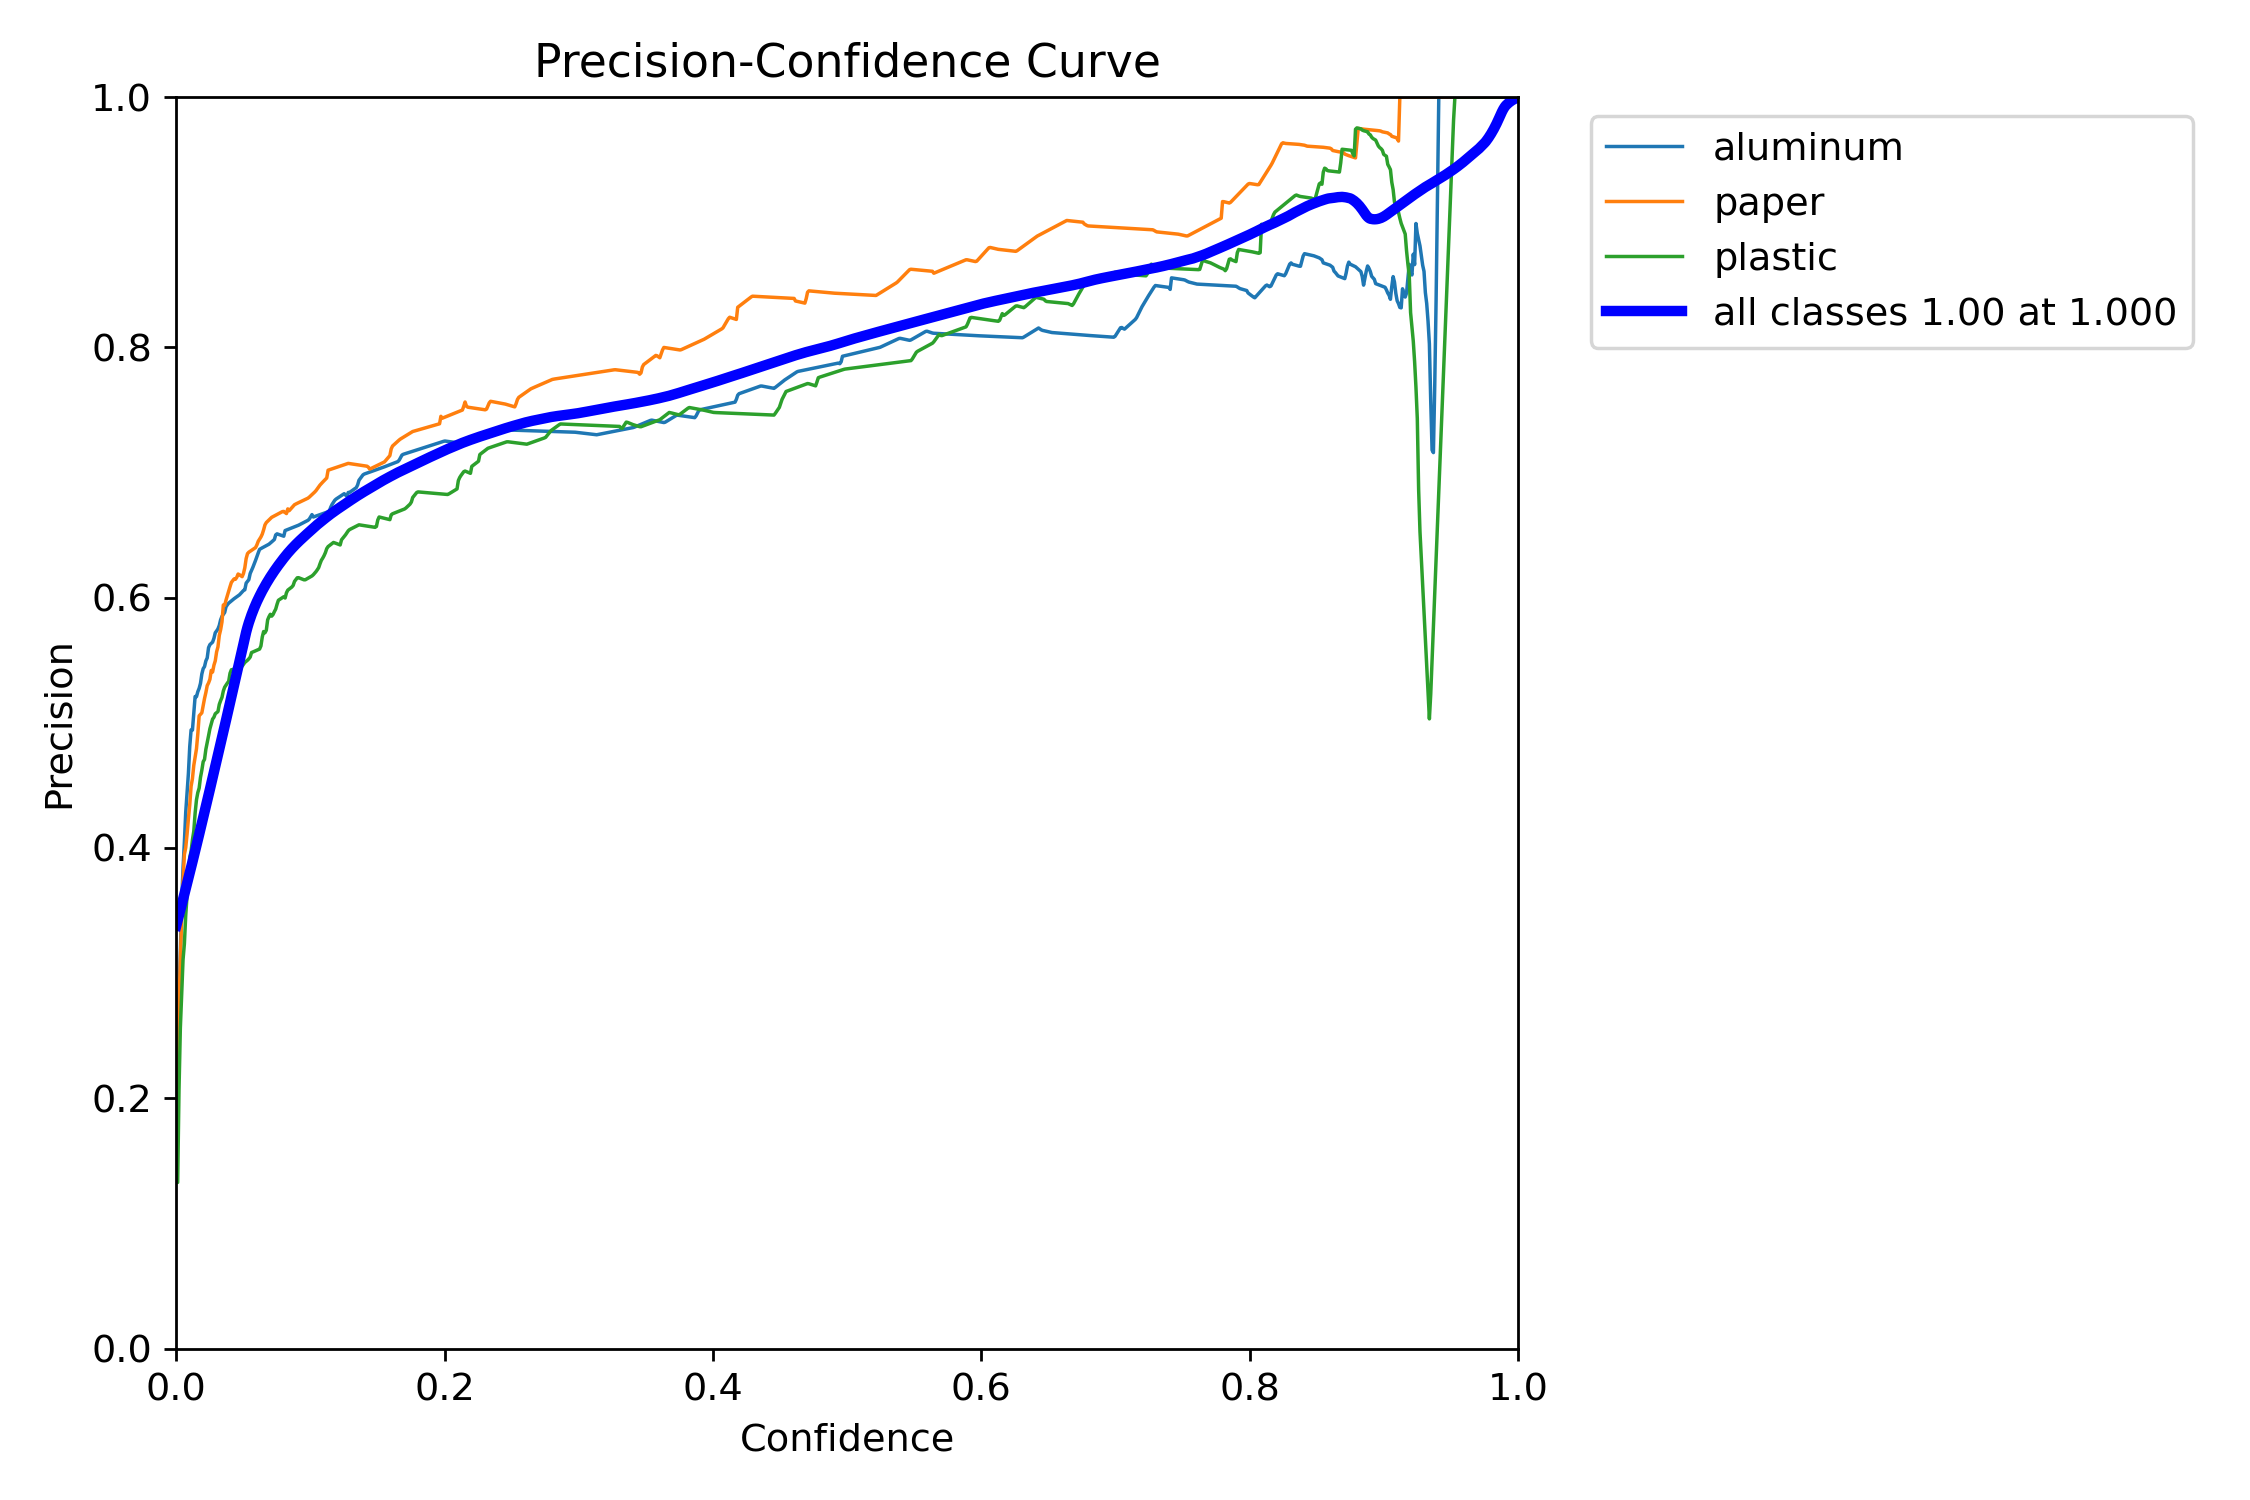 Precision-Confidence Curve
1.0
0.8
0.6
0.4
0.2
0.0
Precision
0.0 0.2 0.4 0.6 0.8 1.0
Confidence
aluminum
paper
plastic
all classes 1.00 at 1.000